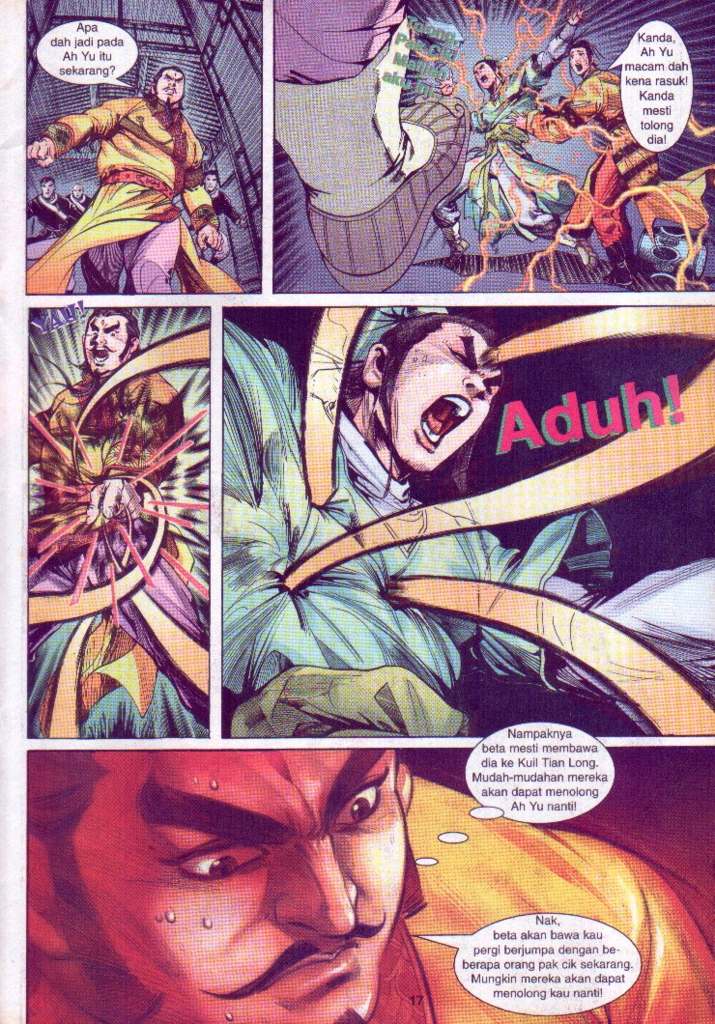 Apa
dah jadi pada
Ah Yu itu
sekarang?
Kanda,
Ah Yu
macam dah
kena rasuk!
Kanda
mesti
tolong
dia!
YAH!
Aduh!
Nampaknya
beta mesti membawa
dia ke Kuil Tian Long.
Mudah-mudahan mereka
akan dapat menolong
Ah Yu nanti!
Nak,
beta akan bawa kau
pergi berjumpa dengan be-
berapa orang pak cik sekarang.
Mungkin mereka akan dapat
menolong kau nanti!
17